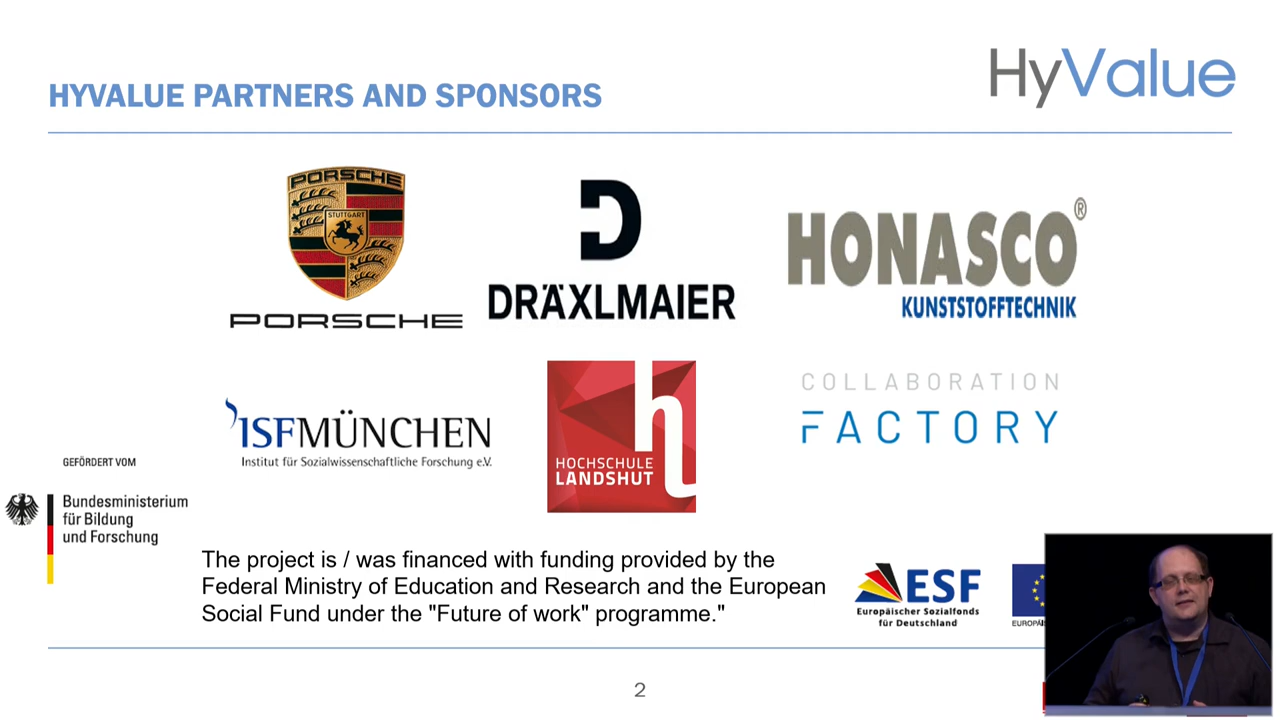 HyValue
HYVALUE PARTNERS AND SPONSORS
PORSCHE
STUTTGART
PORSCHE
DRÄXLMAIER
HONASCO®
KUNSTSTOFFTECHNIK
ISFMÜNCHEN
Institut für Sozialwissenschaftliche Forschung e.V.
HOCHSCHULE
LANDSHUT
COLLABORATION
FACTORY
GEFÖRDERT VOM
Bundesministerium
für Bildung
und Forschung
The project is / was financed with funding provided by the
Federal Ministry of Education and Research and the European
Social Fund under the "Future of work" programme."
ESF
Europäischer Sozialfonds
für Deutschland
2